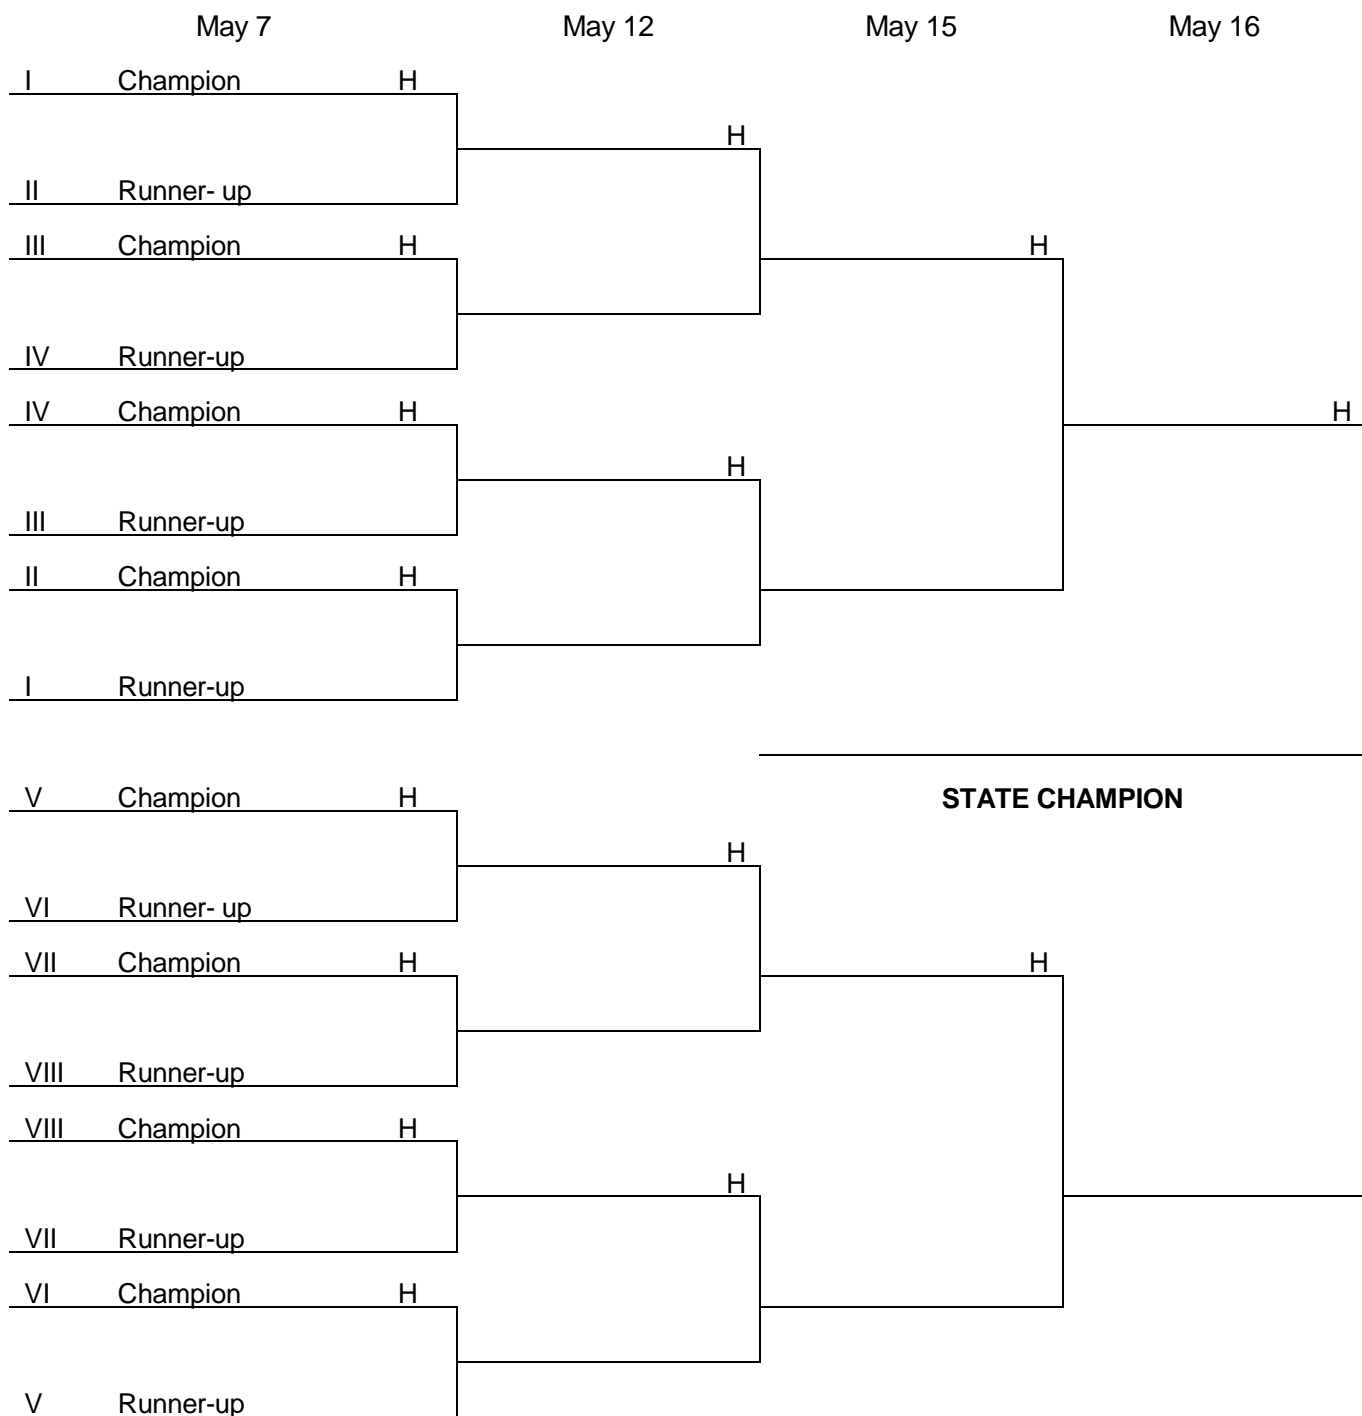 May 7 May 12 May 15 May 16
I Champion H
H
II Runner- up
III Champion H H
IV Runner-up
IV Champion H H
H
III Runner-up
II Champion H
I Runner-up
V Champion H STATE CHAMPION
H
VI Runner- up
VII Champion H H
VIII Runner-up
VIII Champion H
H
VII Runner-up
VI Champion H
V Runner-up